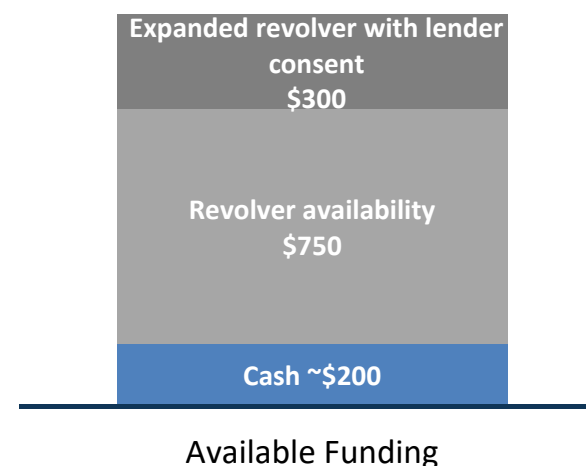 Expanded revolver with lender
consent
$300
Revolver availability
$750
Cash ~$200
Available Funding